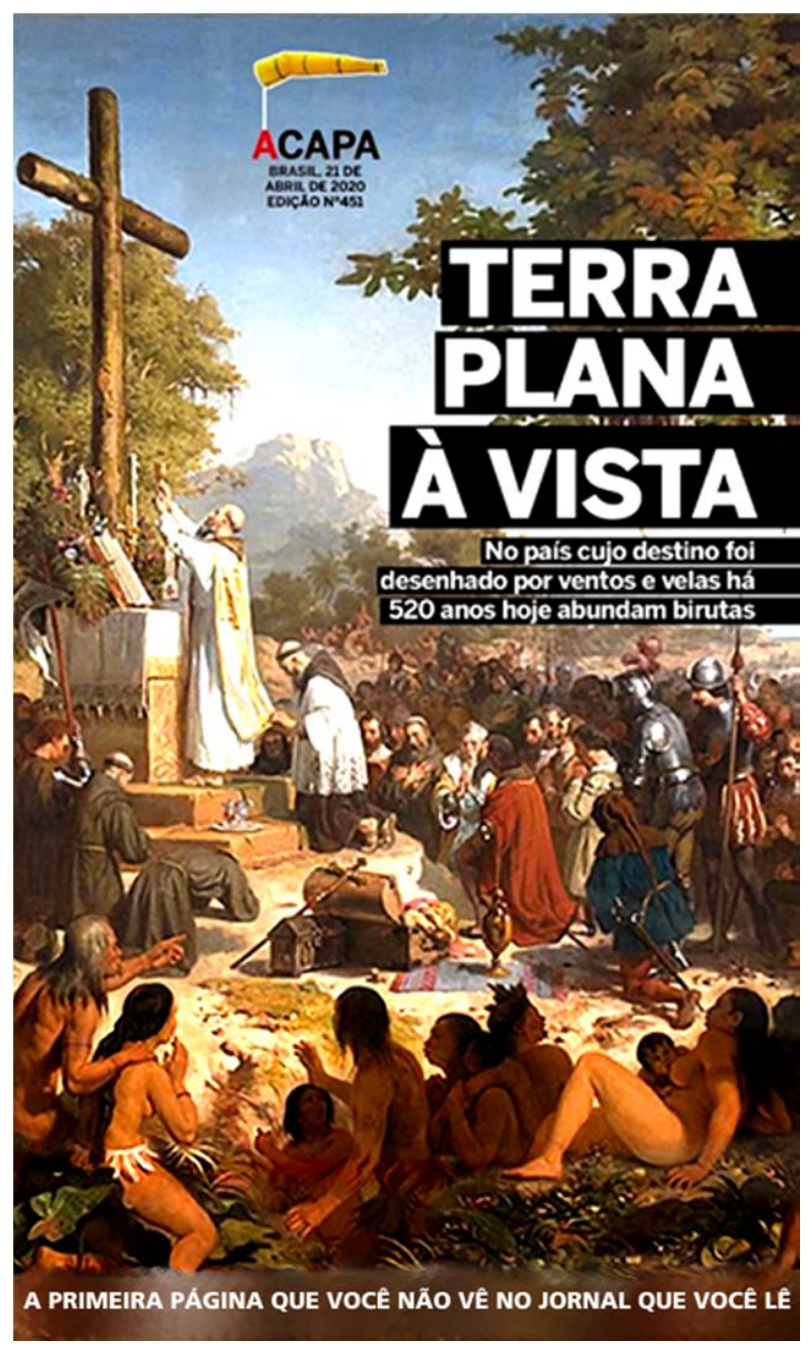 ACAPA
BRASIL, 21 DE
ABRIL DE 2020
EDIÇÃO Nº451
TERRA
PLANA
À VISTA
No país cujo destino foi
desenhado por ventos e velas há
520 anos hoje abundam birutas
A PRIMEIRA PÁGINA QUE VOCÊ NÃO VÊ NO JORNAL QUE VOCÊ LÊ